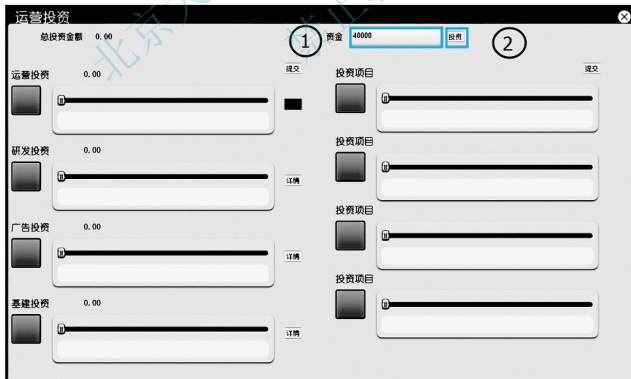 运营投资
总投资金额 0.00 ① 资金 40000 投资 ②
运营投资 0.00 提交
研发投资 0.00
详情
广告投资 0.00
详情
基建投资 0.00
详情
投资项目 提交
投资项目
投资项目
投资项目